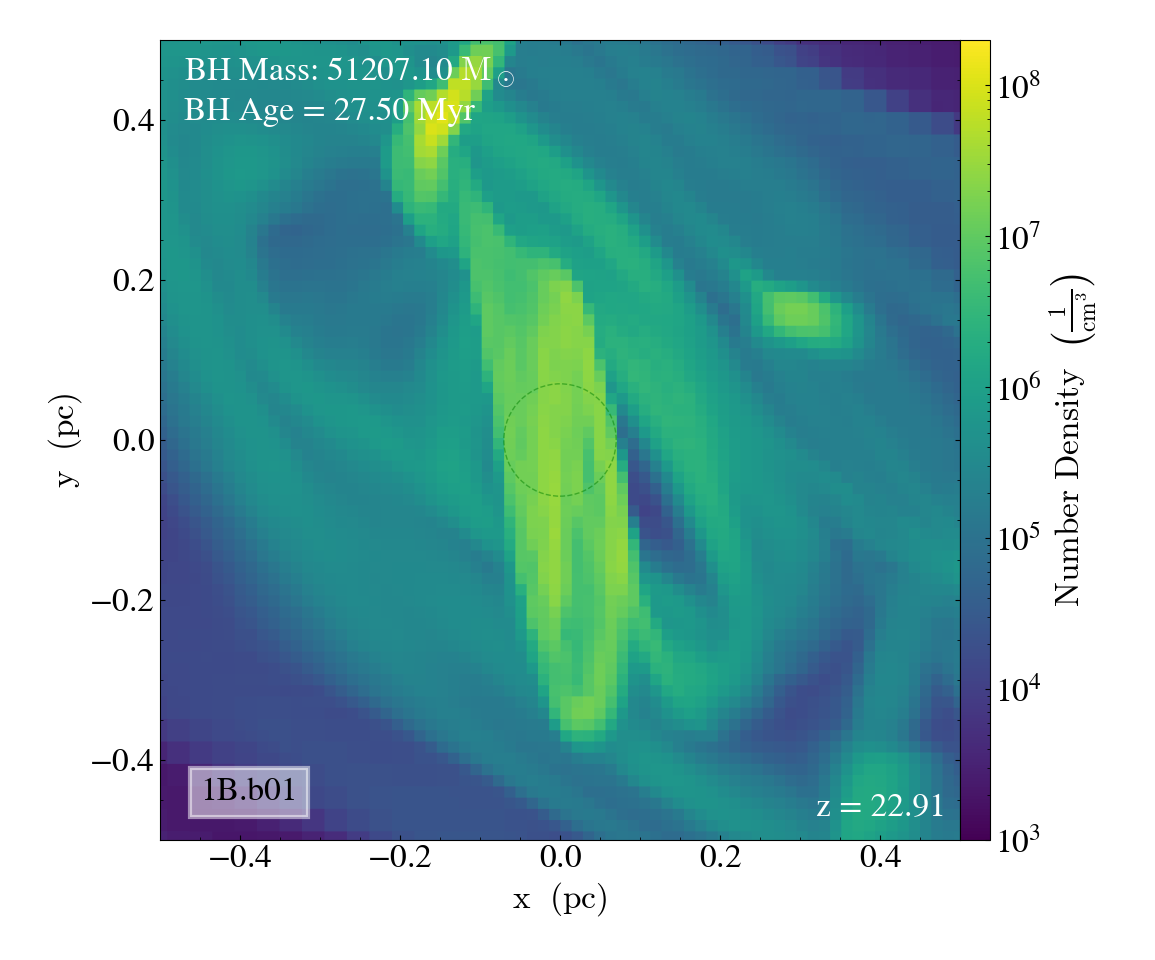 BH Mass: 51207.10 M⊙
BH Age = 27.50 Myr
0.4
0.2
0.0
−0.2
−0.4
y (pc)
1B.b01
z = 22.91
−0.4 −0.2 0.0 0.2 0.4
x (pc)
10⁸
10⁷
10⁶
10⁵
10⁴
10³
Number Density (1/cm³)